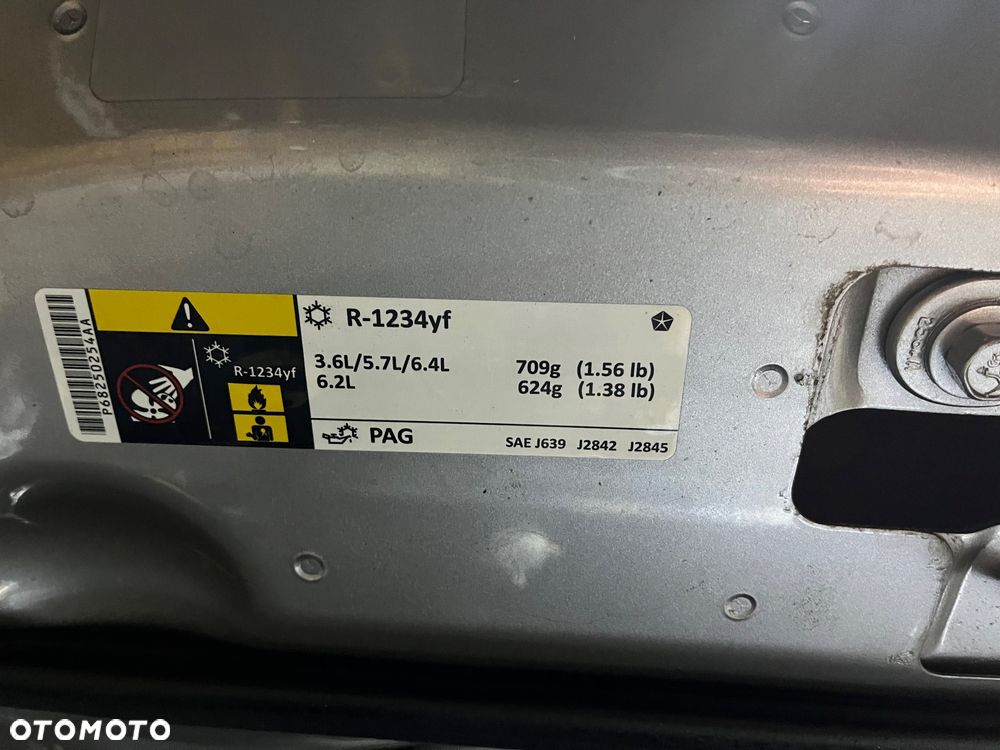 P68250254AA
R-1234yf
R-1234yf
3.6L/5.7L/6.4L 709g (1.56 lb)
6.2L 624g (1.38 lb)
PAG SAE J639 J2842 J2845
OTOMOTO